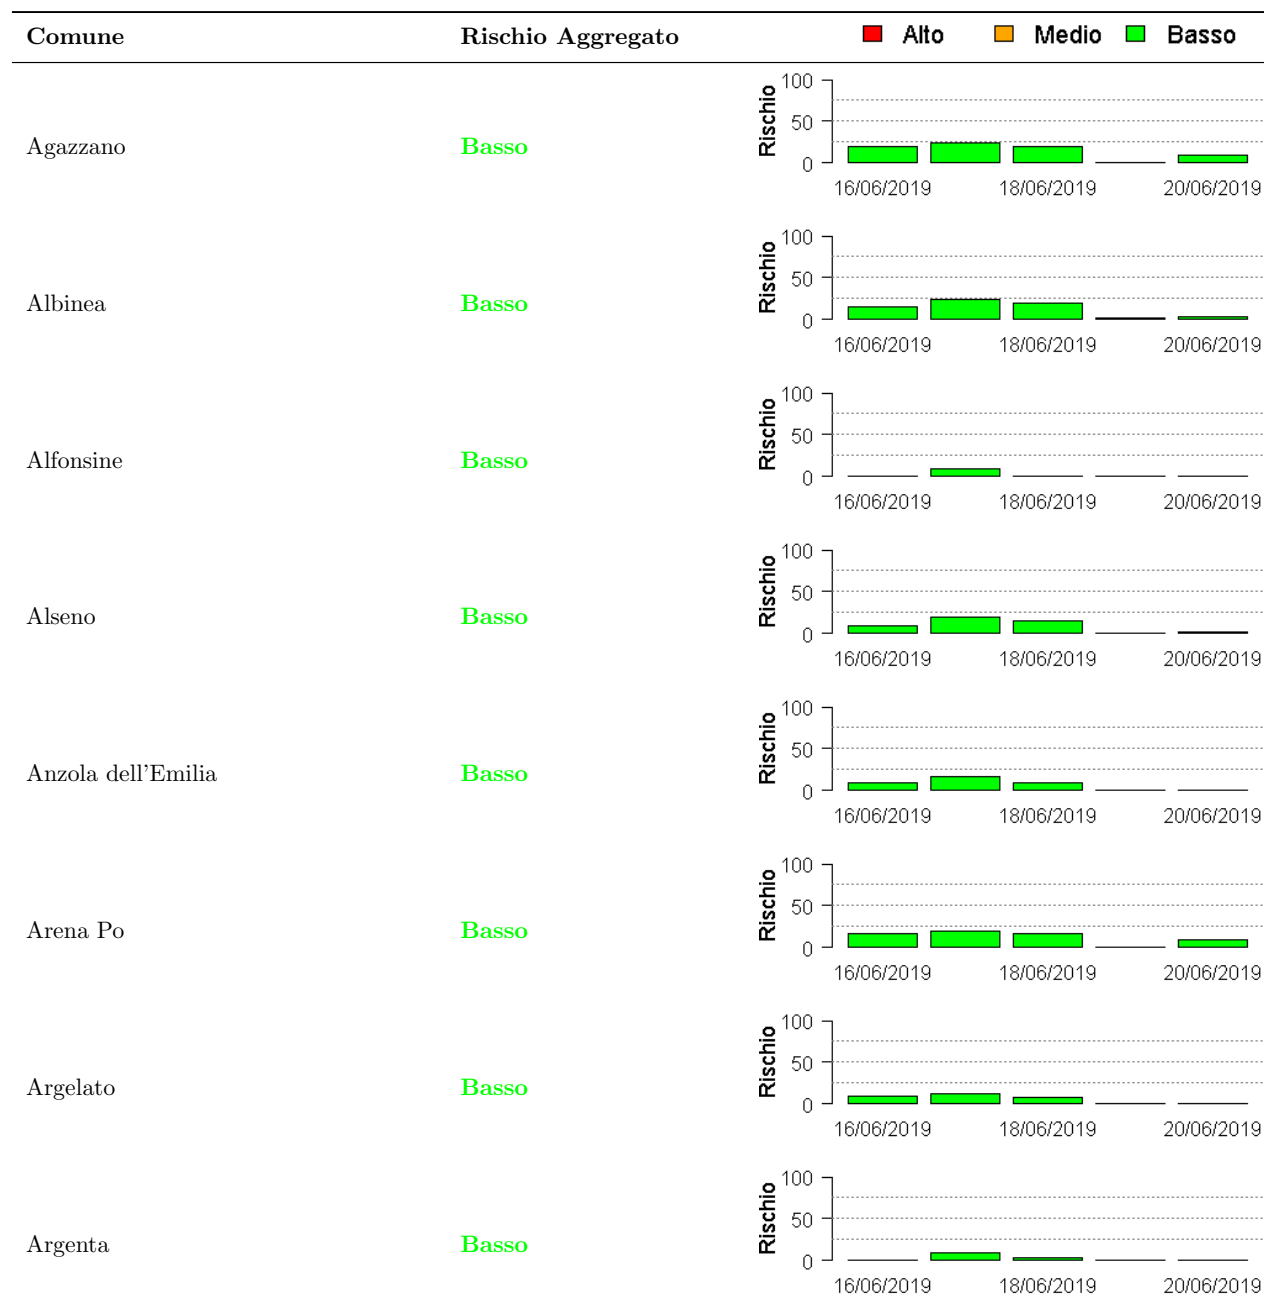 Comune Rischio Aggregato Alto Medio Basso
100
Rischio
50
Agazzano Basso
0
16/06/2019 18/06/2019 20/06/2019
100
Rischio
50
Albinea Basso
0
16/06/2019 18/06/2019 20/06/2019
100
Rischio
50
Alfonsine Basso
0
16/06/2019 18/06/2019 20/06/2019
100
Rischio
50
Alseno Basso
0
16/06/2019 18/06/2019 20/06/2019
100
Rischio
50
Anzola dell'Emilia Basso
0
16/06/2019 18/06/2019 20/06/2019
100
Rischio
50
Arena Po Basso
0
16/06/2019 18/06/2019 20/06/2019
100
Rischio
50
Argelato Basso
0
16/06/2019 18/06/2019 20/06/2019
100
Rischio
50
Argenta Basso
0
16/06/2019 18/06/2019 20/06/2019